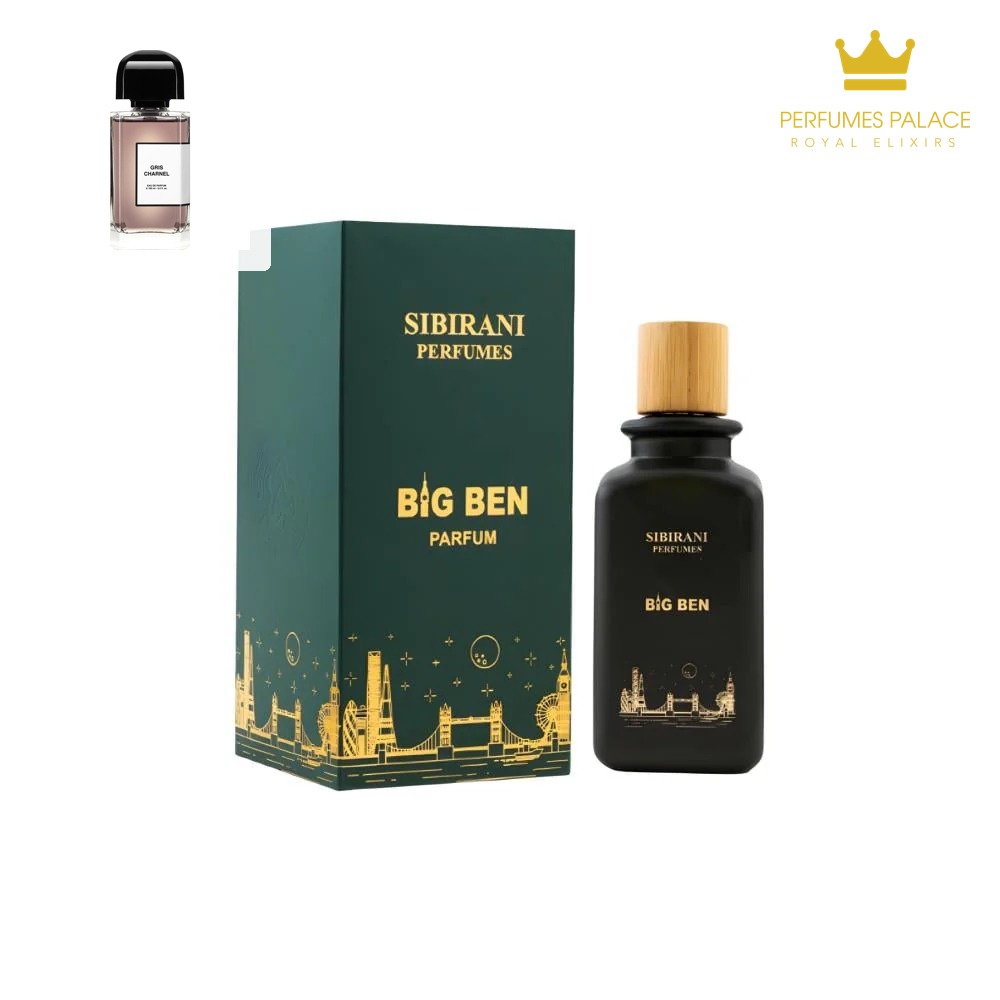 GRIS
CHARNEL
PERFUMES PALACE
ROYAL ELIXIRS
SIBIRANI
PERFUMES
BIG BEN
PARFUM
SIBIRANI
PERFUMES
BIG BEN